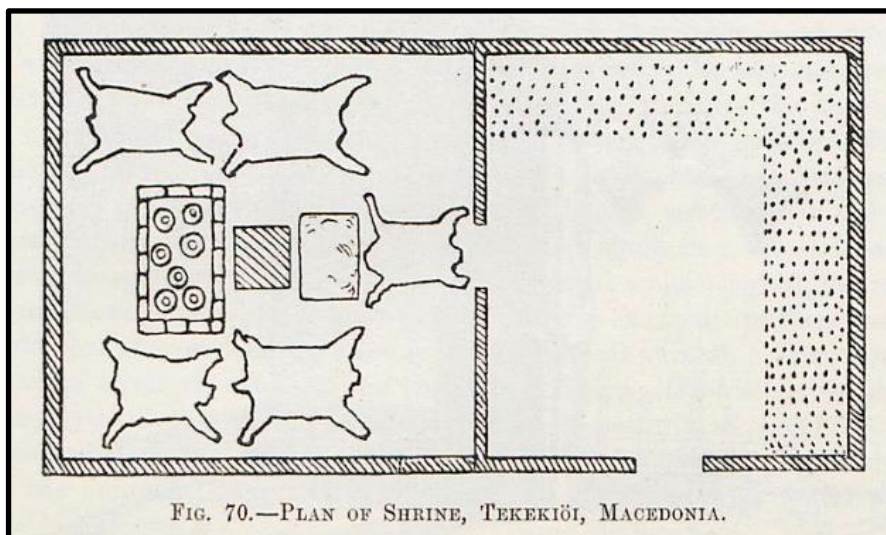 FIG. 70.—PLAN OF SHRINE, TEKEKIÖI, MACEDONIA.